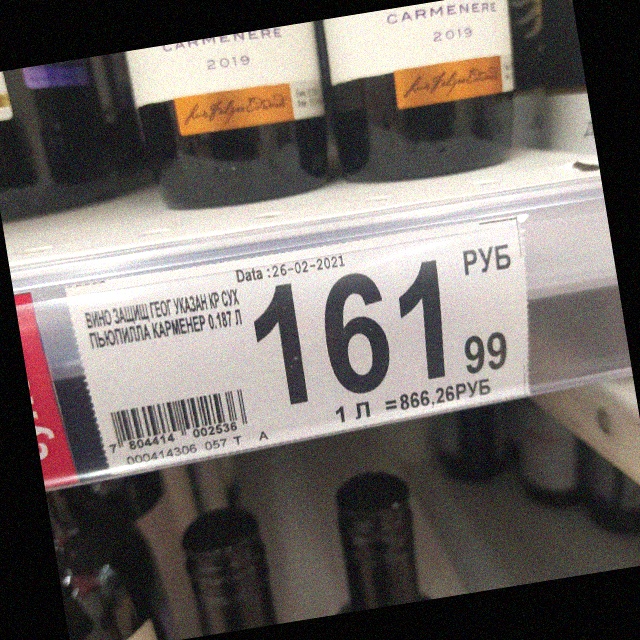 CARMENERE
2019
CARMENERE
2019
Data :26-02-2021
ВИНО ЗАЩИЩ ГЕОГ УКАЗАН КР СУХ
ПЬЮПИЛЛА КАРМЕНЕР 0.187 Л
161 99 РУБ
1 Л =866,26РУБ
7 804414 002536
000414306 057 Т А